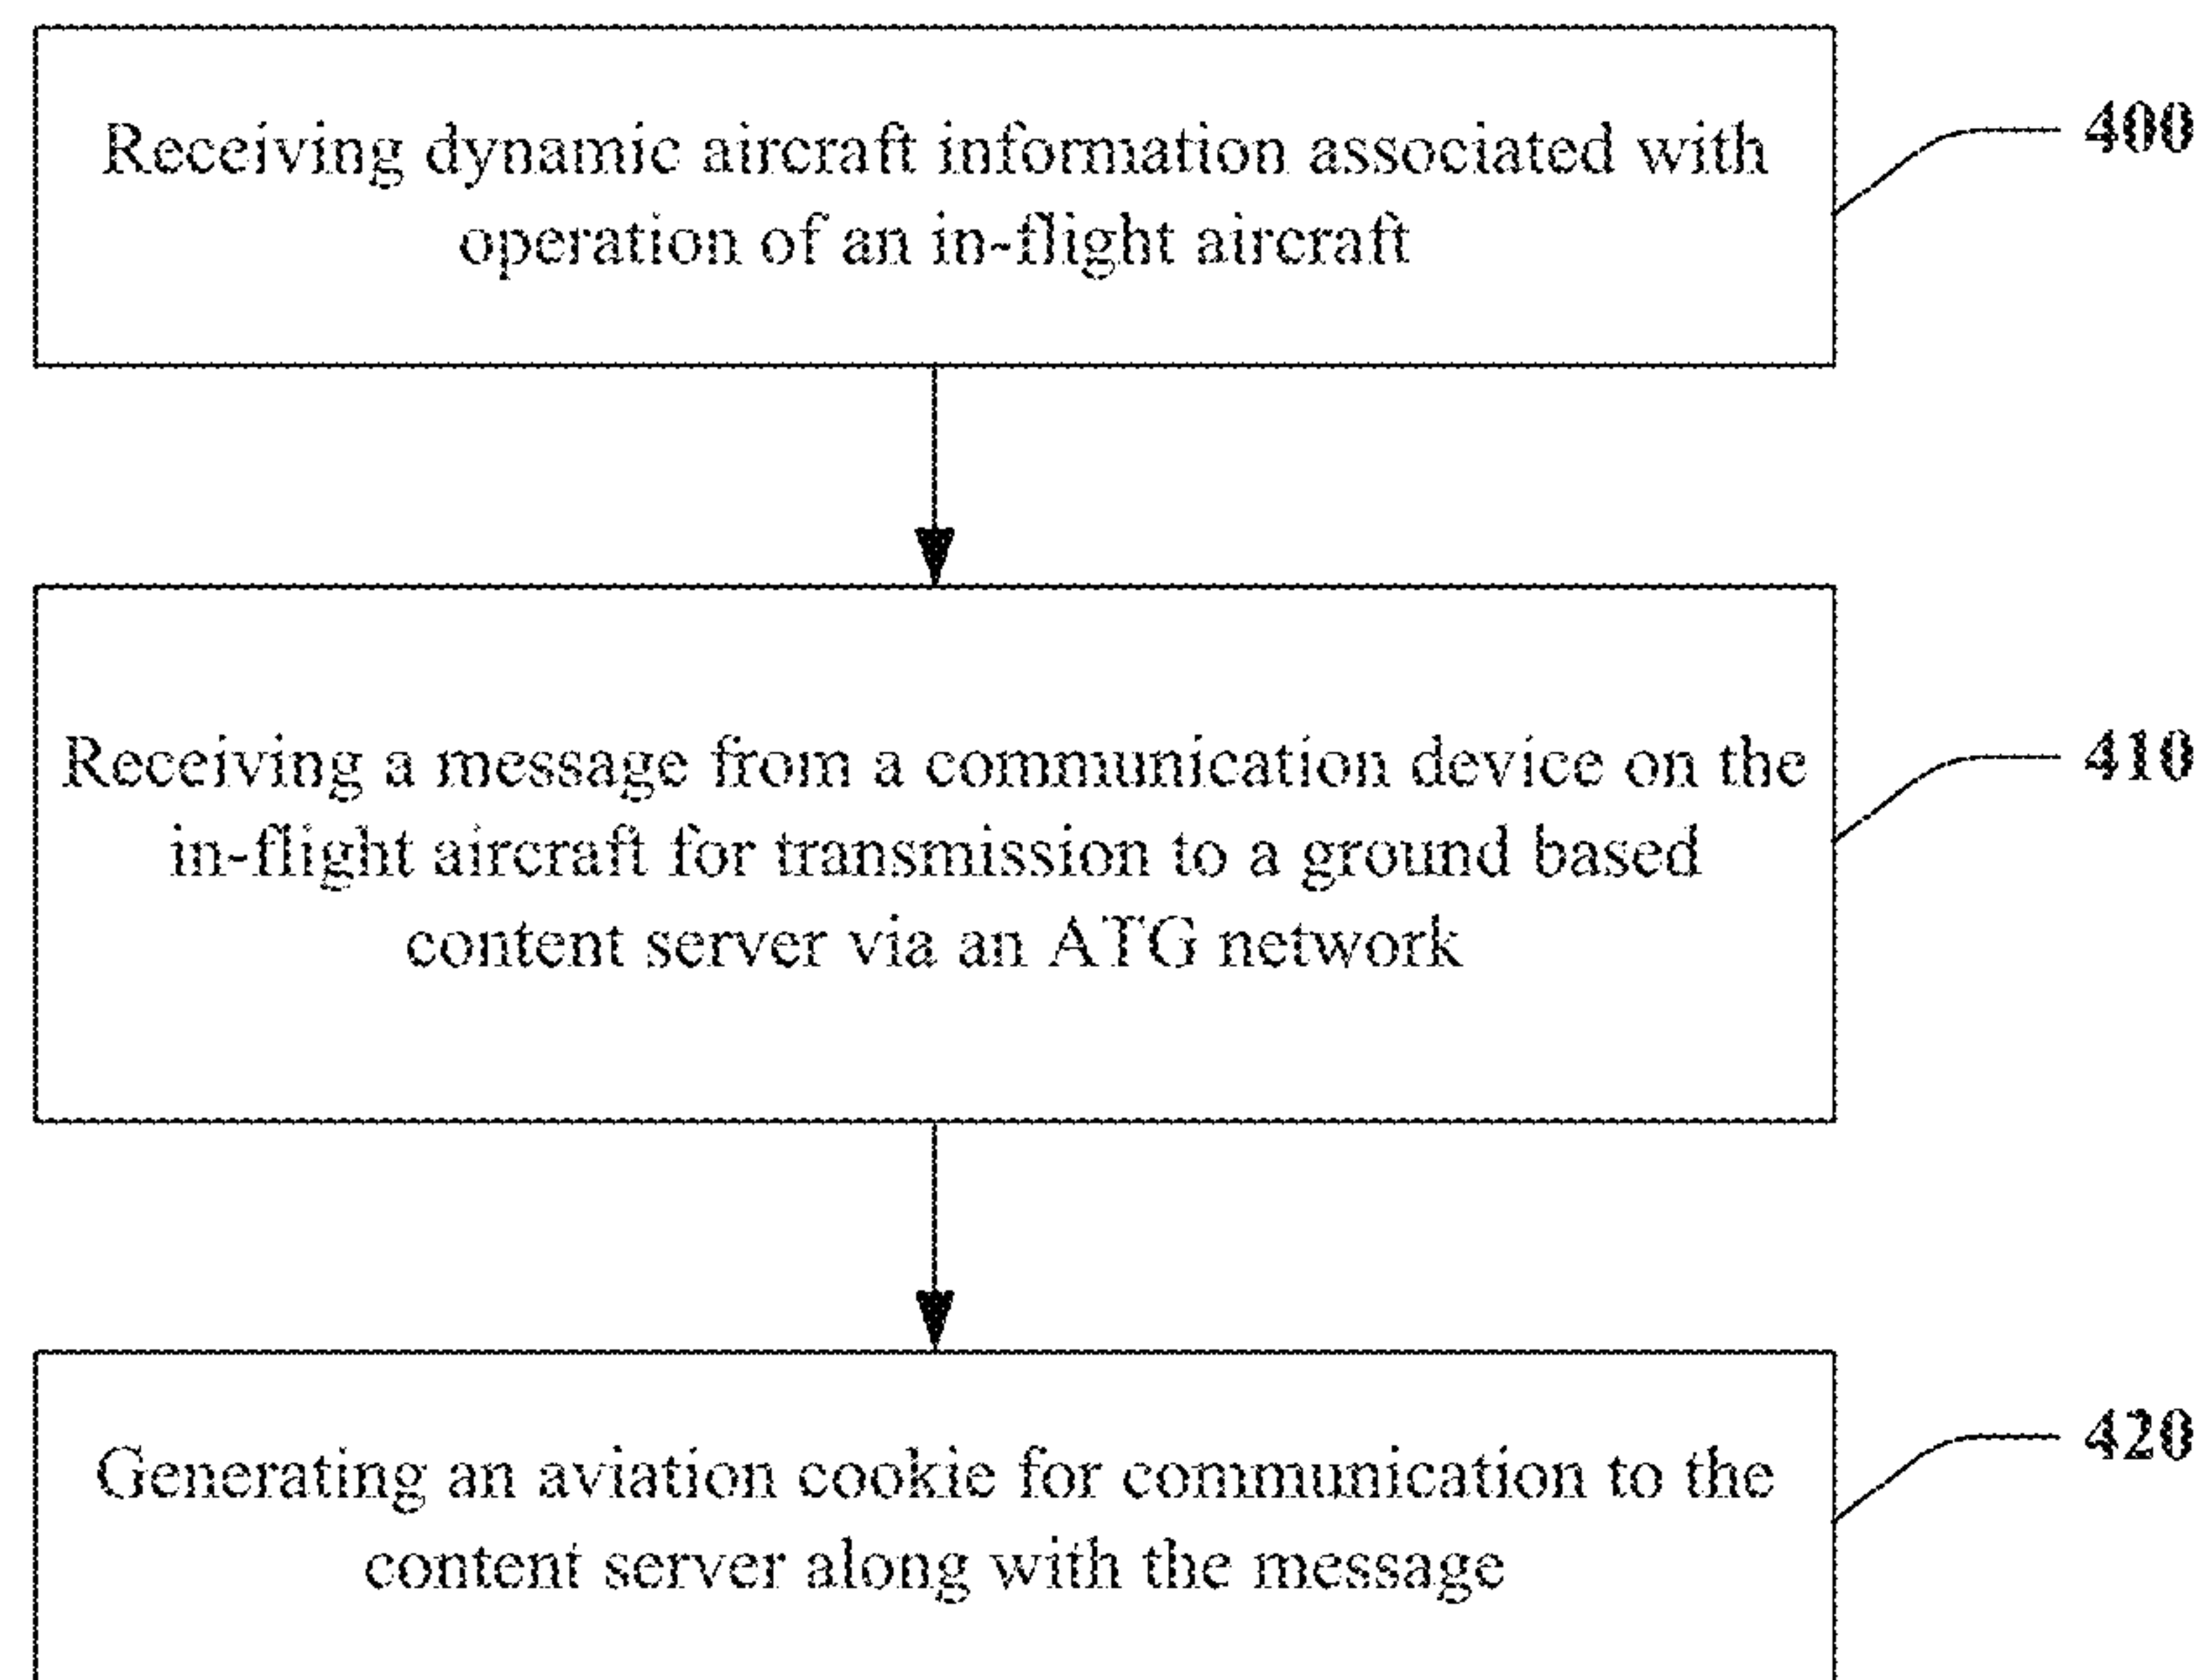 Receiving dynamic aircraft information associated with
operation of an in-flight aircraft
400
Receiving a message from a communication device on the
in-flight aircraft for transmission to a ground based
content server via an ATG network
410
Generating an aviation cookie for communication to the
content server along with the message
420